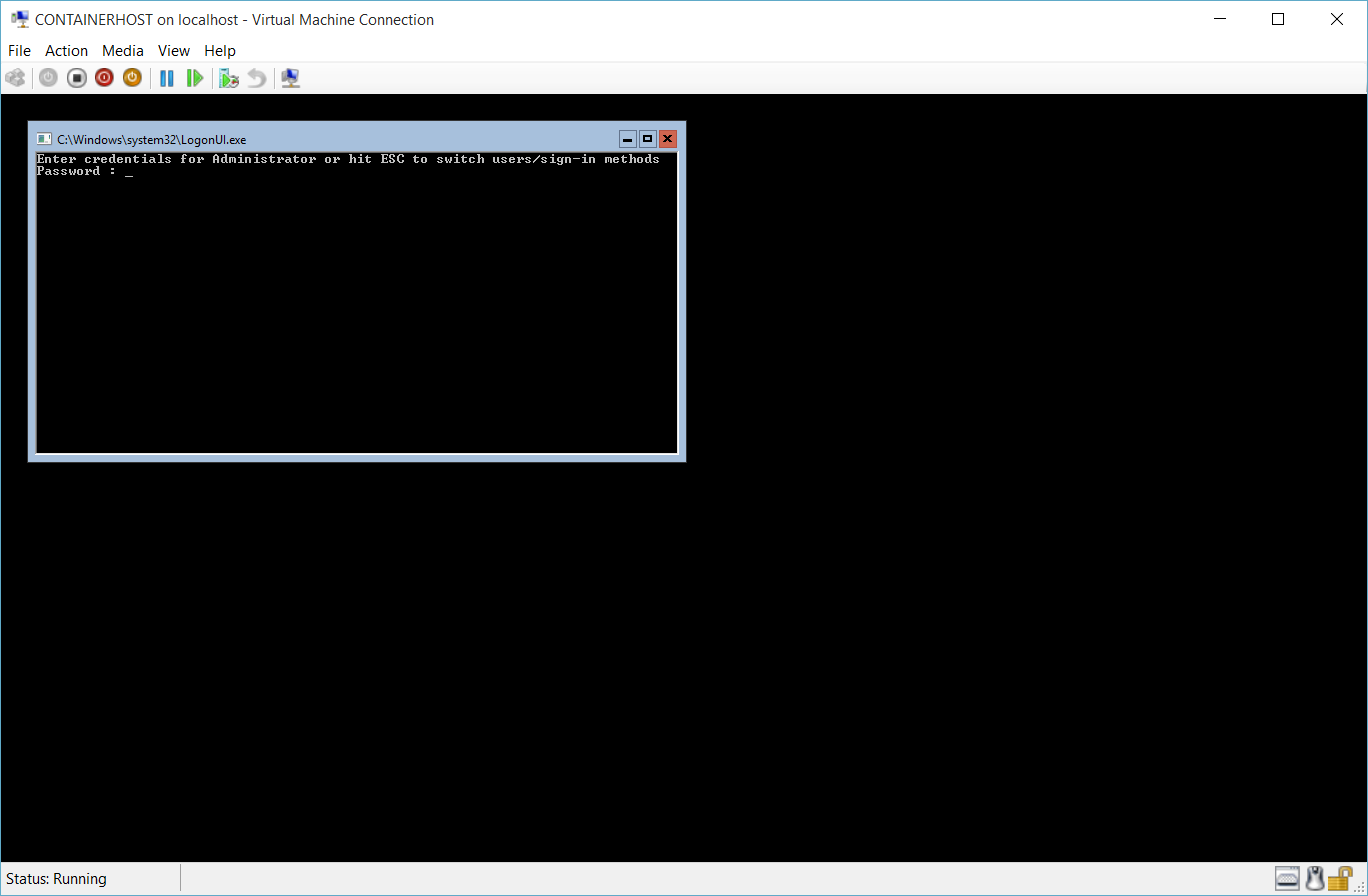 CONTAINERHOST on localhost - Virtual Machine Connection
File Action Media View Help
C:\Windows\system32\LogonUI.exe
Enter credentials for Administrator or hit ESC to switch users/sign-in methods
Password : _
Status: Running